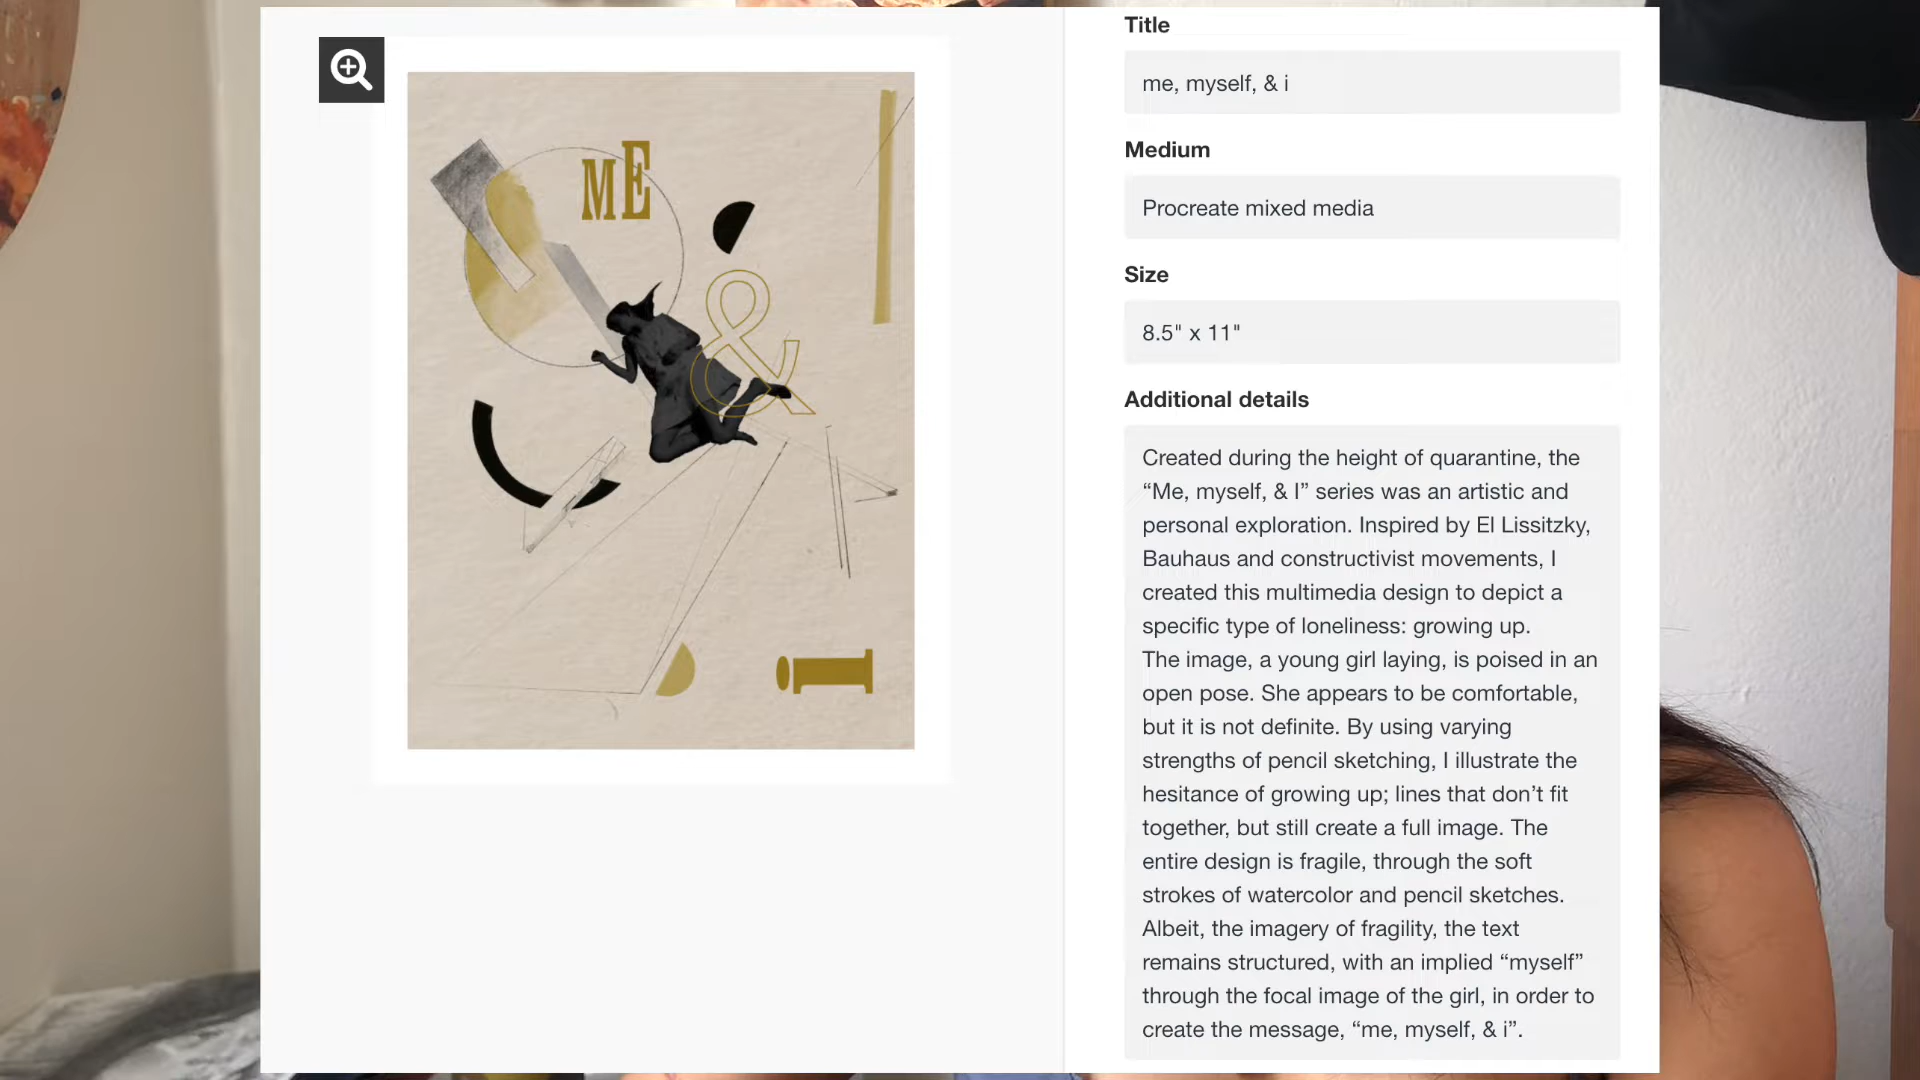 ME
&
i
Title
me, myself, & i
Medium
Procreate mixed media
Size
8.5" x 11"
Additional details
Created during the height of quarantine, the
“Me, myself, & I” series was an artistic and
personal exploration. Inspired by El Lissitzky,
Bauhaus and constructivist movements, I
created this multimedia design to depict a
specific type of loneliness: growing up.
The image, a young girl laying, is poised in an
open pose. She appears to be comfortable,
but it is not definite. By using varying
strengths of pencil sketching, I illustrate the
hesitance of growing up; lines that don’t fit
together, but still create a full image. The
entire design is fragile, through the soft
strokes of watercolor and pencil sketches.
Albeit, the imagery of fragility, the text
remains structured, with an implied “myself”
through the focal image of the girl, in order to
create the message, “me, myself, & i”.